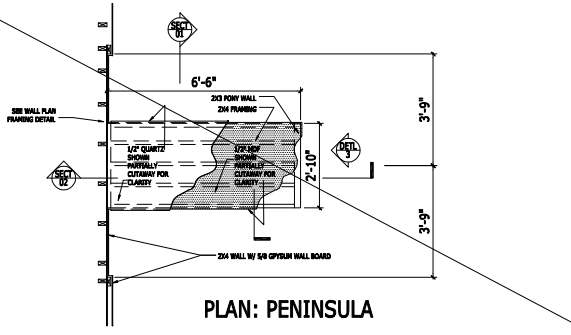 SECT
01
6'-6"
2X3 PONY WALL
2X4 FRAMING
SEE WALL PLAN
FRAMING DETAIL
3'-9"
1/2" QUARTZ
SHOWN
PARTIALLY
CUTAWAY FOR
CLARITY
1/2" MDF
SHOWN
PARTIALLY
CUTAWAY FOR
CLARITY
2'-10"
DETL
3
SECT
02
3'-9"
2X4 WALL W/ 5/8 GPYSUM WALL BOARD
PLAN: PENINSULA